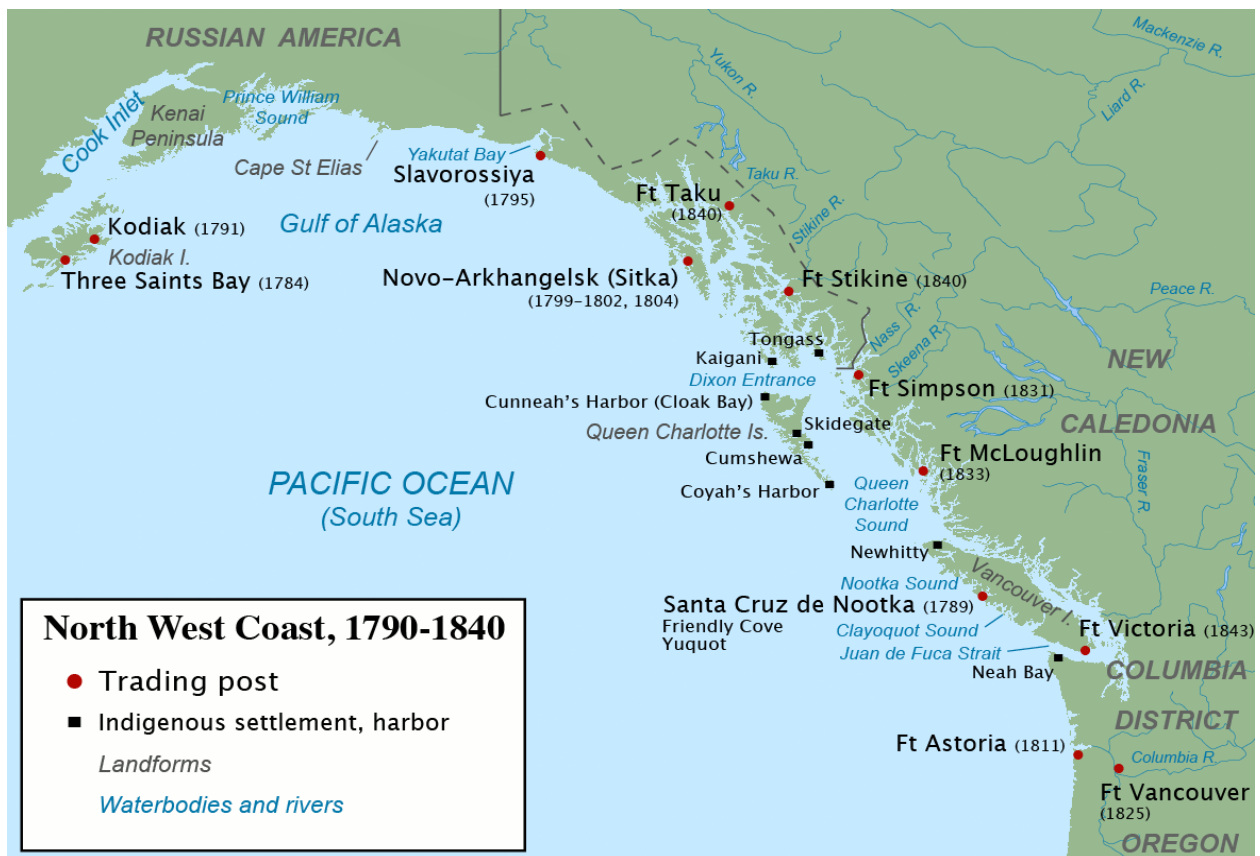 RUSSIAN AMERICA
Mackenzie R.
Yukon R.
Liard R.
Cook Inlet
Prince William
Sound
Kenai
Peninsula
Cape St Elias
Yakutat Bay
Slavorossiya
(1795)
Taku R.
Ft Taku
(1840)
Stikine R.
Kodiak (1791)
Gulf of Alaska
Kodiak I.
Three Saints Bay (1784)
Novo-Arkhangelsk (Sitka)
(1799-1802, 1804)
Ft Stikine (1840)
Peace R.
Nass R.
Skeena R.
Tongass
Kaigani
NEW
Dixon Entrance
Ft Simpson (1831)
Cunneah's Harbor (Cloak Bay)
Skidegate
CALEDONIA
Queen Charlotte Is.
Cumshewa
Ft McLoughlin
(1833)
Fraser R.
Coyah's Harbor
PACIFIC OCEAN
(South Sea)
Queen
Charlotte
Sound
Newhitty
Vancouver I.
Nootka Sound
Santa Cruz de Nootka (1789)
Friendly Cove
Yuquot
Clayoquot Sound
Ft Victoria (1843)
Juan de Fuca Strait
Neah Bay
COLUMBIA
DISTRICT
Ft Astoria (1811)
Columbia R.
Ft Vancouver
(1825)
OREGON
North West Coast, 1790-1840
Trading post
Indigenous settlement, harbor
Landforms
Waterbodies and rivers